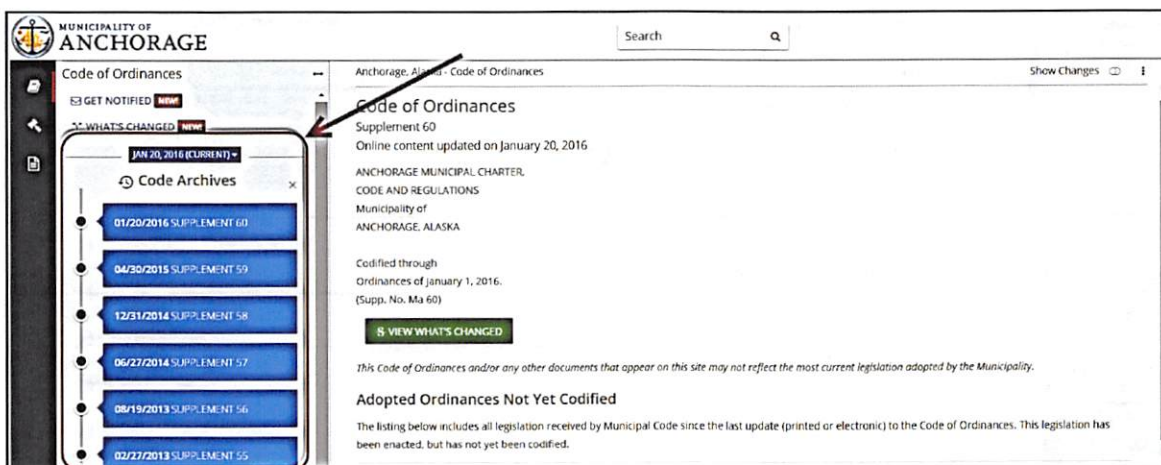 MUNICIPALITY OF
ANCHORAGE
Search
Code of Ordinances
GET NOTIFIED NEW!
WHAT'S CHANGED NEW!
JAN 20, 2016 (CURRENT)
Code Archives
×
01/20/2016 SUPPLEMENT 60
04/30/2015 SUPPLEMENT 59
12/31/2014 SUPPLEMENT 58
06/27/2014 SUPPLEMENT 57
08/19/2013 SUPPLEMENT 56
02/27/2013 SUPPLEMENT 55
Anchorage, Alaska - Code of Ordinances
Show Changes
Code of Ordinances
Supplement 60
Online content updated on January 20, 2016
ANCHORAGE MUNICIPAL CHARTER,
CODE AND REGULATIONS
Municipality of
ANCHORAGE, ALASKA
Codified through
Ordinances of January 1, 2016.
(Supp. No. Ma 60)
VIEW WHAT'S CHANGED
This Code of Ordinances and/or any other documents that appear on this site may not reflect the most current legislation adopted by the Municipality.
Adopted Ordinances Not Yet Codified
The listing below includes all legislation received by Municipal Code since the last update (printed or electronic) to the Code of Ordinances. This legislation has
been enacted, but has not yet been codified.